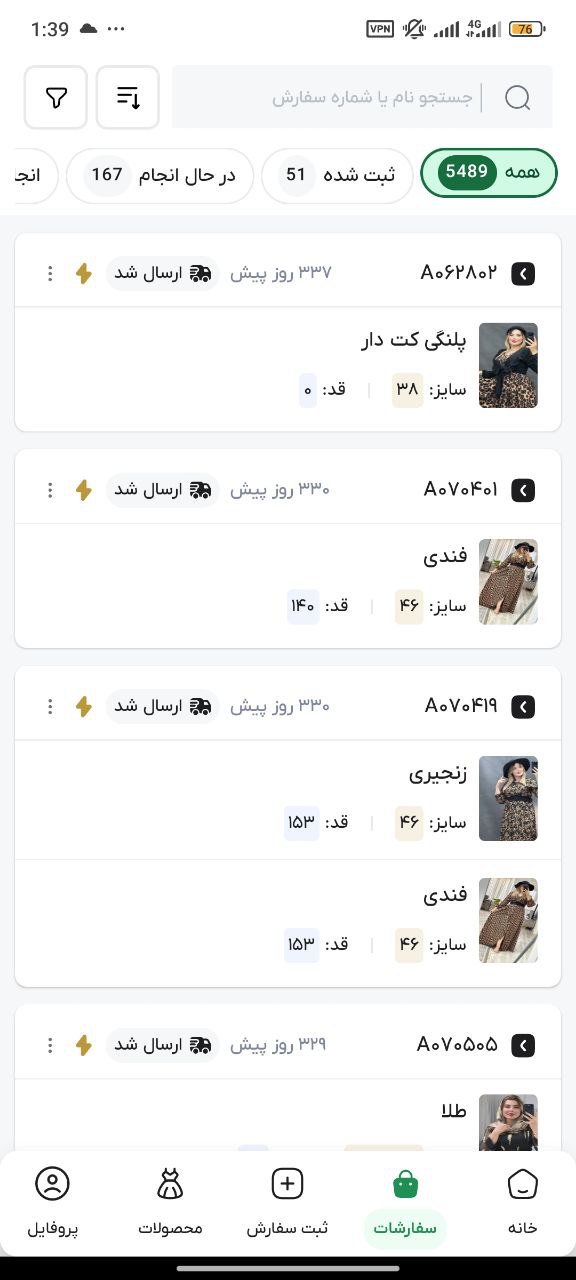 1:39 ... VPN 4G 76
جستجو نام یا شماره سفارش
همه 5489 ثبت شده 51 در حال انجام 167 انجـ
A۰۶۲۸۰۲ ۳۳۷ روز پیش ارسال شد
پلنگی کت دار
سایز: ۳۸ | قد: ۰
A۰۷۰۴۰۱ ۳۳۰ روز پیش ارسال شد
فندی
سایز: ۴۶ | قد: ۱۴۰
A۰۷۰۴۱۹ ۳۳۰ روز پیش ارسال شد
زنجیری
سایز: ۴۶ | قد: ۱۵۳
فندی
سایز: ۴۶ | قد: ۱۵۳
A۰۷۰۵۰۵ ۳۲۹ روز پیش ارسال شد
طلا
خانه سفارشات ثبت سفارش محصولات پروفایل